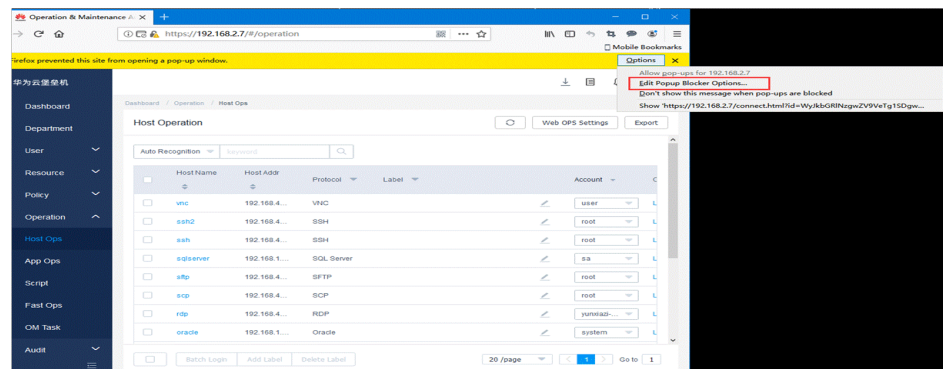 Operation & Maintenance A
https://192.168.2.7/#/operation
Mobile Bookmarks
Firefox prevented this site from opening a pop-up window.
Options
Allow pop-ups for 192.168.2.7
Edit Popup Blocker Options...
Don't show this message when pop-ups are blocked
Show 'https://192.168.2.7/connect.html?id=WyJkbGRlNzgwZV9VeTg1SDgw...
华为云堡垒机
Dashboard
Department
User
Resource
Policy
Operation
Host Ops
App Ops
Script
Fast Ops
OM Task
Audit
Dashboard / Operation / Host Ops
Host Operation
Web OPS Settings
Export
Auto Recognition
keyword
Host Name
Host Addr
Protocol
Label
Account
vnc 192.168.4... VNC user
ssh2 192.168.4... SSH root
ssh 192.168.4... SSH root
sqlserver 192.168.1.... SQL Server sa
sftp 192.168.4... SFTP root
scp 192.168.4... SCP root
rdp 192.168.4... RDP yunxiazi-...
oracle 192.168.1.... Oracle system
Batch Login
Add Label
Delete Label
20 /page
1
Go to 1